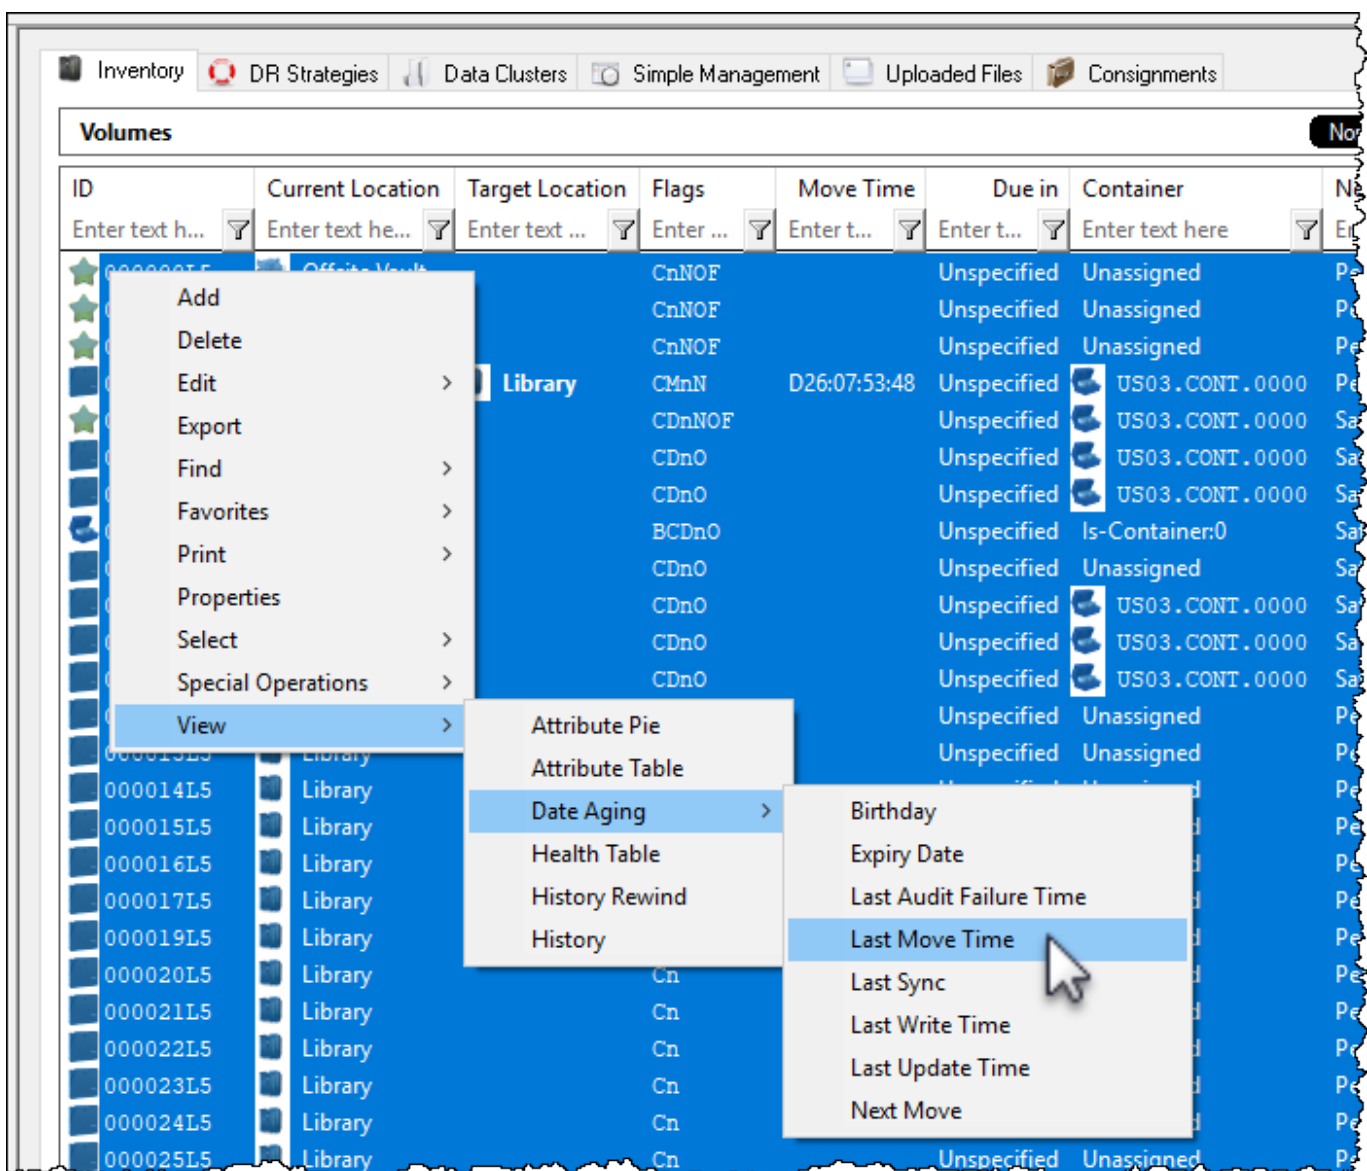 Inventory DR Strategies Data Clusters Simple Management Uploaded Files Consignments
Volumes
ID Current Location Target Location Flags Move Time Due in Container
Enter text h... Enter text he... Enter text ... Enter ... Enter t... Enter t... Enter text here
CnNOF Unspecified Unassigned
Add CnNOF Unspecified Unassigned
Delete CnNOF Unspecified Unassigned
Edit Library CMnN D26:07:53:48 Unspecified US03.CONT.0000
Export CDnNOF Unspecified US03.CONT.0000
Find CDnO Unspecified US03.CONT.0000
Favorites CDnO Unspecified US03.CONT.0000
Print BCDnO Unspecified Is-Container:0
CDnO Unspecified Unassigned
Properties CDnO Unspecified US03.CONT.0000
Select CDnO Unspecified US03.CONT.0000
Special Operations CDnO Unspecified US03.CONT.0000
View Attribute Pie Unspecified Unassigned
Attribute Table Unspecified Unassigned
000014L5 Library
Date Aging Birthday
000015L5 Library
Health Table Expiry Date
000016L5 Library
History Rewind Last Audit Failure Time
000017L5 Library
History Last Move Time
000019L5 Library
000020L5 Library Cn Last Sync
000021L5 Library Cn Last Write Time
000022L5 Library Cn Last Update Time
000023L5 Library Cn
000024L5 Library Cn Next Move
000025L5 Library Cn Unspecified Unassigned